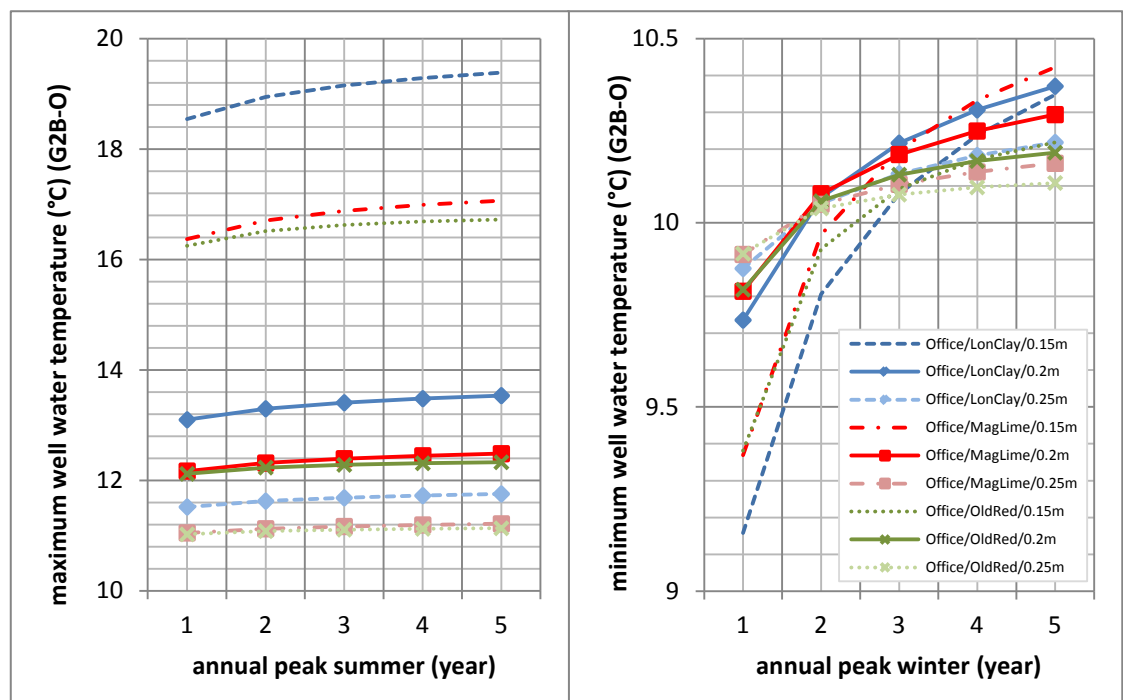 maximum well water temperature (°C) (G2B-O)
20
18
16
14
12
10
1 2 3 4 5
annual peak summer (year)
minimum well water temperature (°C) (G2B-O)
10.5
10
9.5
9
1 2 3 4 5
annual peak winter (year)
Office/LonClay/0.15m
Office/LonClay/0.2m
Office/LonClay/0.25m
Office/MagLime/0.15m
Office/MagLime/0.2m
Office/MagLime/0.25m
Office/OldRed/0.15m
Office/OldRed/0.2m
Office/OldRed/0.25m